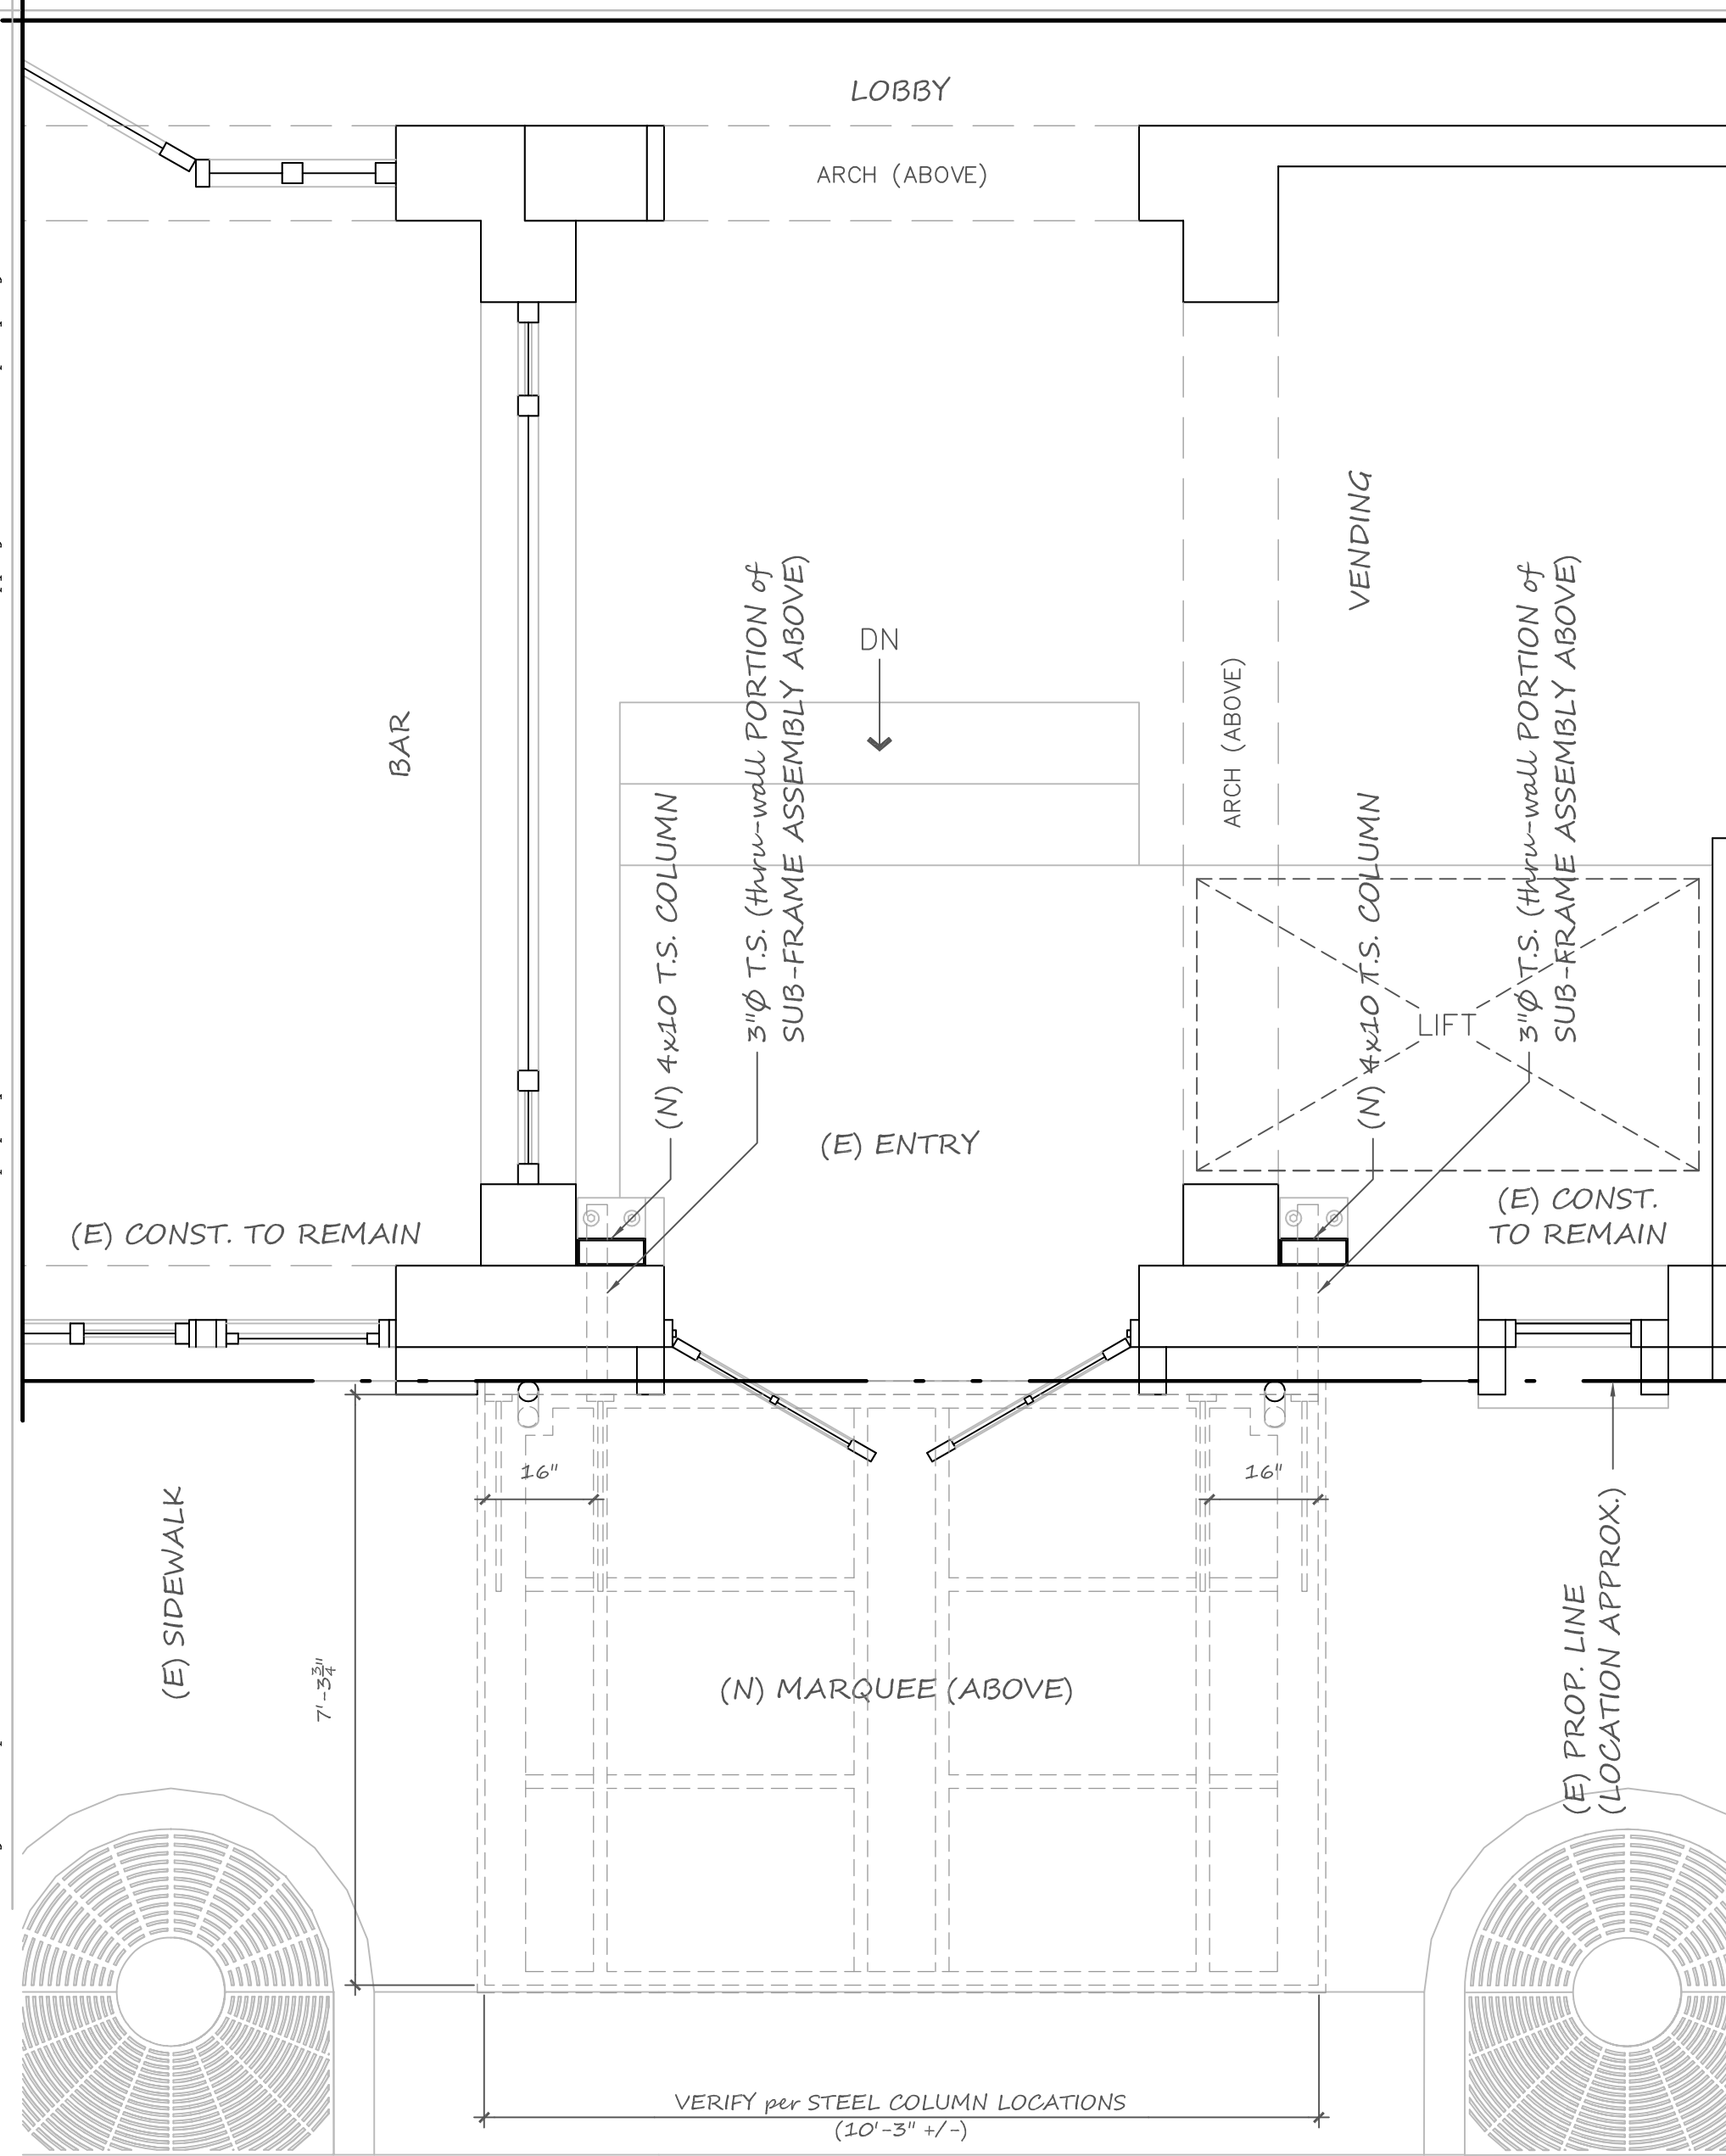 LOBBY
ARCH (ABOVE)
VENDING
3"Ø T.S. (thru-wall PORTION of
SUB-FRAME ASSEMBLY ABOVE)
3"Ø T.S. (thru-wall PORTION of
SUB-FRAME ASSEMBLY ABOVE)
DN
BAR
ARCH (ABOVE)
(N) 4x10 T.S. COLUMN
(N) 4x10 T.S. COLUMN
LIFT
(E) ENTRY
(E) CONST. TO REMAIN
(E) CONST.
TO REMAIN
16"
16"
(E) SIDEWALK
7'-3 3/4"
(N) MARQUEE (ABOVE)
(E) PROP. LINE
(LOCATION APPROX.)
VERIFY per STEEL COLUMN LOCATIONS
(10'-3" +/-)